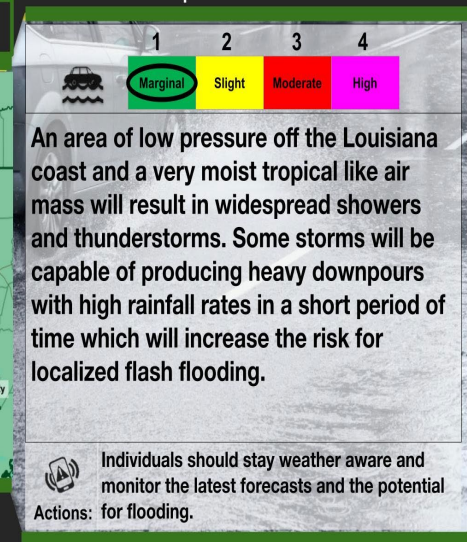 1 2 3 4
Marginal Slight Moderate High
An area of low pressure off the Louisiana
coast and a very moist tropical like air
mass will result in widespread showers
and thunderstorms. Some storms will be
capable of producing heavy downpours
with high rainfall rates in a short period of
time which will increase the risk for
localized flash flooding.
y
Individuals should stay weather aware and
monitor the latest forecasts and the potential
Actions: for flooding.